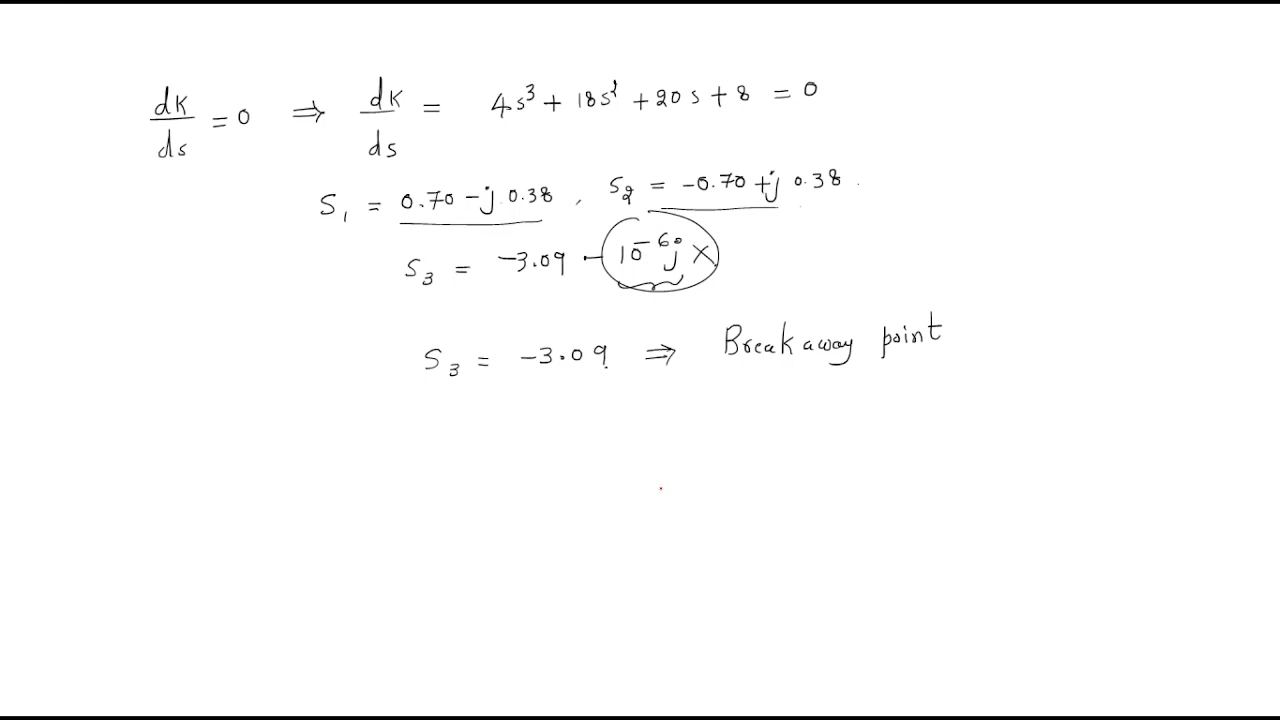 dK/ds = 0 ⇒ dK/ds = 4s³ + 18s² + 20s + 8 = 0
S₁ = 0.70 - j 0.38 , S₂ = -0.70 + j 0.38 .
S₃ = -3.09 - 10⁻⁶j X
S₃ = -3.09 ⇒ Breakaway point